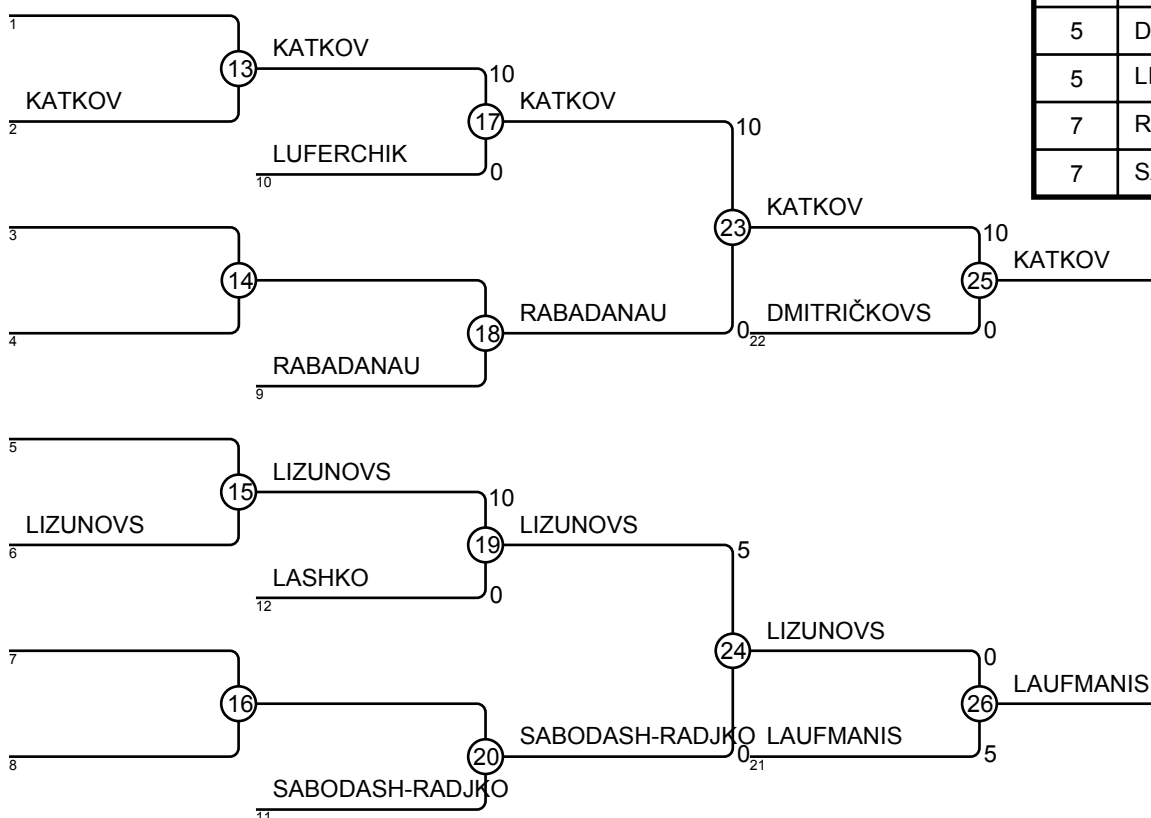 1
5 D
KATKOV
13
10
KATKOV
5 L
KATKOV
2
17
10
7 R
LUFERCHIK
10
0
7 S
KATKOV
3
23
10
14
KATKOV
25
RABADANAU
DMITRIČKOVS
4
18
0
22
0
RABADANAU
9
5
LIZUNOVS
15
10
LIZUNOVS
LIZUNOVS
6
19
5
LASHKO
12
0
LIZUNOVS
7
24
0
16
LAUFMANIS
26
SABODASH-RADJKO
LAUFMANIS
8
20
0
21
5
SABODASH-RADJKO
11